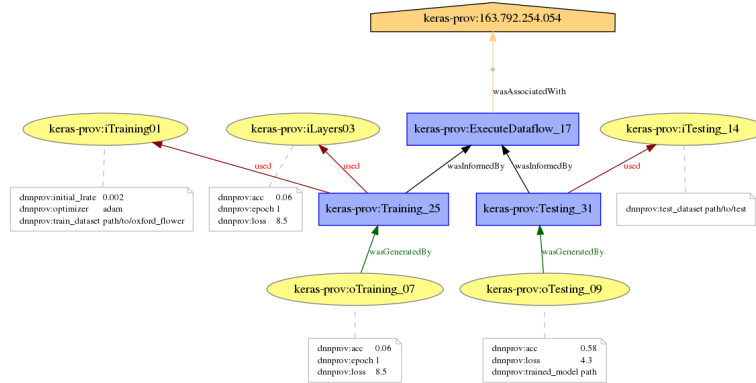 keras-prov:163.792.254.054
wasAssociatedWith
keras-prov:iTraining01
keras-prov:iLayers03
keras-prov:ExecuteDataflow_17
keras-prov:iTesting_14
used
used
wasInformedBy
wasInformedBy
used
dnnprov:initial_lrate 0.002
dnnprov:optimizer adam
dnnprov:train_dataset path/to/oxford_flower
dnnprov:acc 0.06
dnnprov:epoch 1
dnnprov:loss 8.5
keras-prov:Training_25
keras-prov:Testing_31
dnnprov:test_dataset path/to/test
wasGeneratedBy
wasGeneratedBy
keras-prov:oTraining_07
keras-prov:oTesting_09
dnnprov:acc 0.06
dnnprov:epoch 1
dnnprov:loss 8.5
dnnprov:acc 0.58
dnnprov:loss 4.3
dnnprov:trained_model path